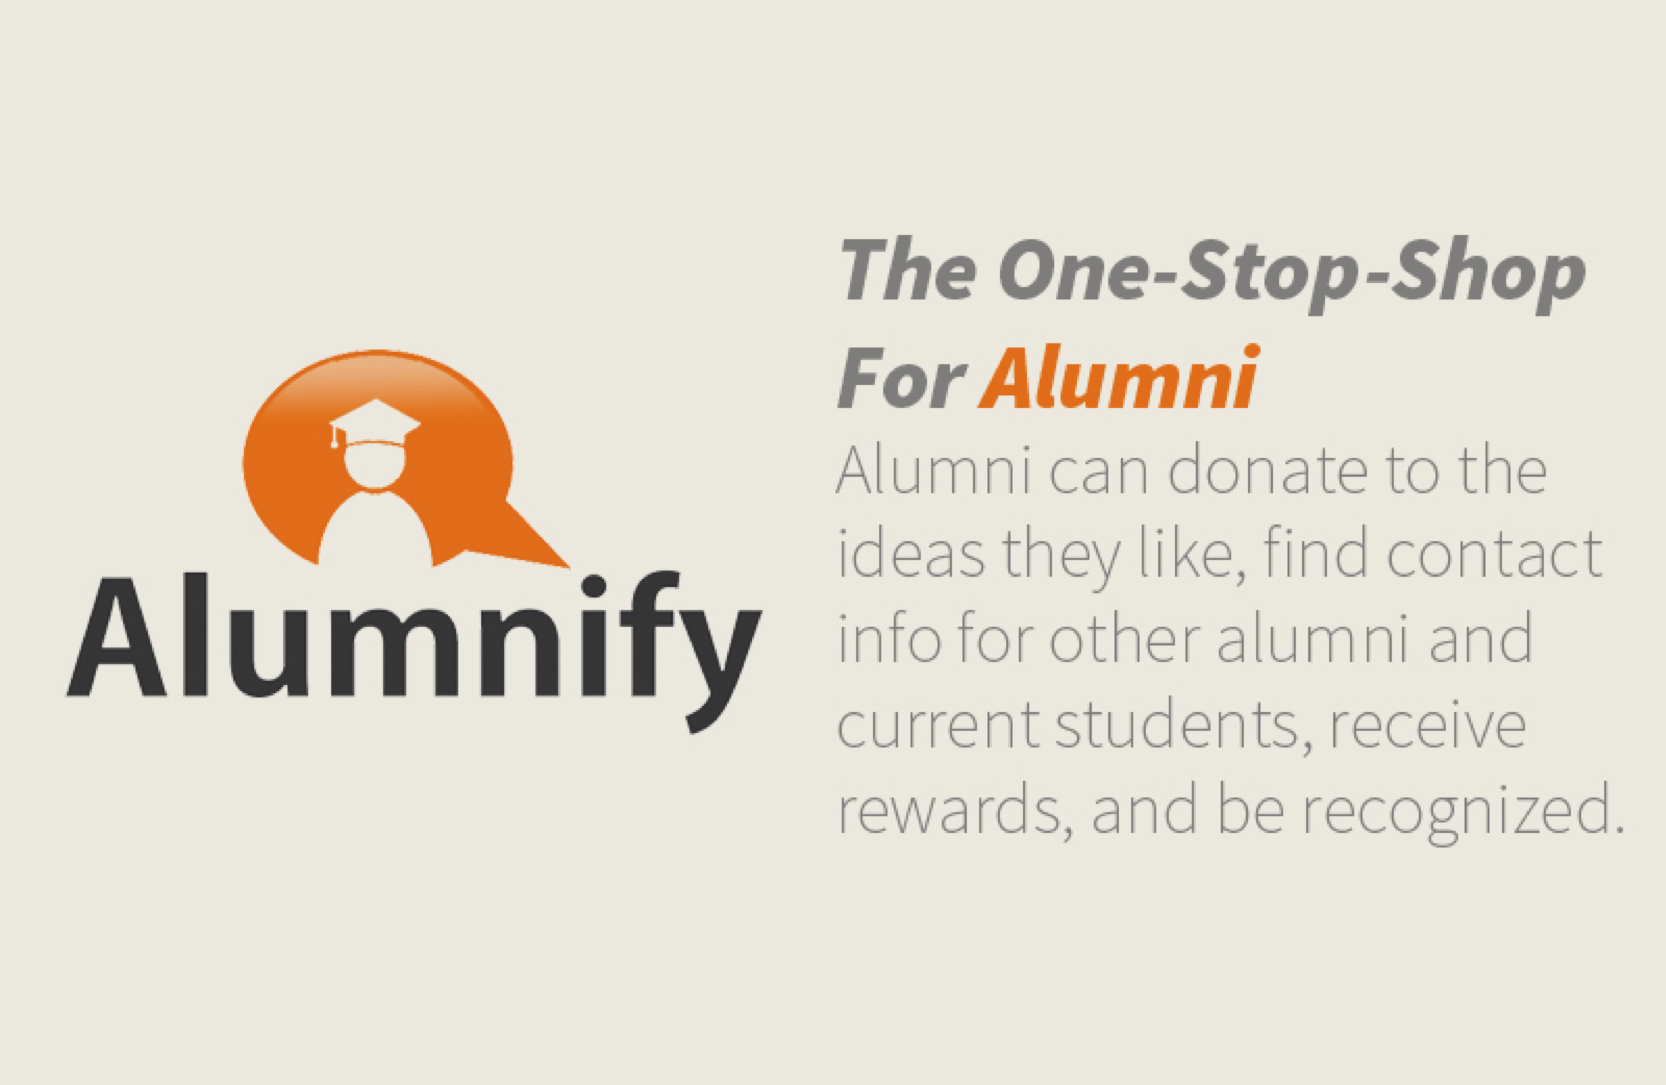 Alumnify
The One-Stop-Shop
For Alumni
Alumni can donate to the
ideas they like, find contact
info for other alumni and
current students, receive
rewards, and be recognized.